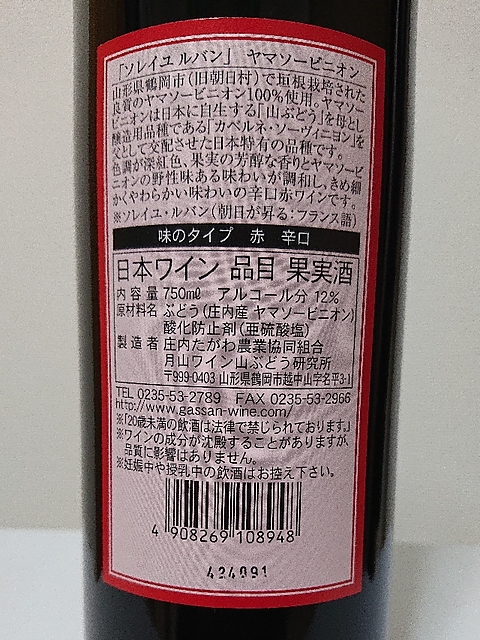 「ソレイユ ルバン」 ヤマソービニオン
山形県鶴岡市(旧朝日村)で垣根栽培された
良質のヤマソービニオン100%使用。ヤマソー
ビニオンは日本に自生する「山ぶどう」を母とし
醸造用品種である「カベルネ・ソーヴィニヨン」を
父として交配させた日本特有の品種です。
色調が深紅色、果実の芳醇な香りとヤマソービ
ニオンの野性味ある味わいが調和し、きめ細
かくやわらかい味わいの辛口赤ワインです。
※ソレイユ・ルバン(朝日が昇る:フランス語)
味のタイプ 赤 辛口
日本ワイン 品目 果実酒
内容量 750mℓ アルコール分 12%
原材料名 ぶどう(庄内産 ヤマソービニオン)
酸化防止剤(亜硫酸塩)
製造者 庄内たがわ農業協同組合
月山ワイン山ぶどう研究所
〒999-0403 山形県鶴岡市越中山字名平3-1
TEL 0235-53-2789 FAX 0235-53-2966
http://www.gassan-wine.com/
※「20歳未満の飲酒は法律で禁じられております。」
※ワインの成分が沈殿することがありますが、
品質に影響はありません。
※妊娠中や授乳中の飲酒はお控え下さい。
4 908269 108948
424091